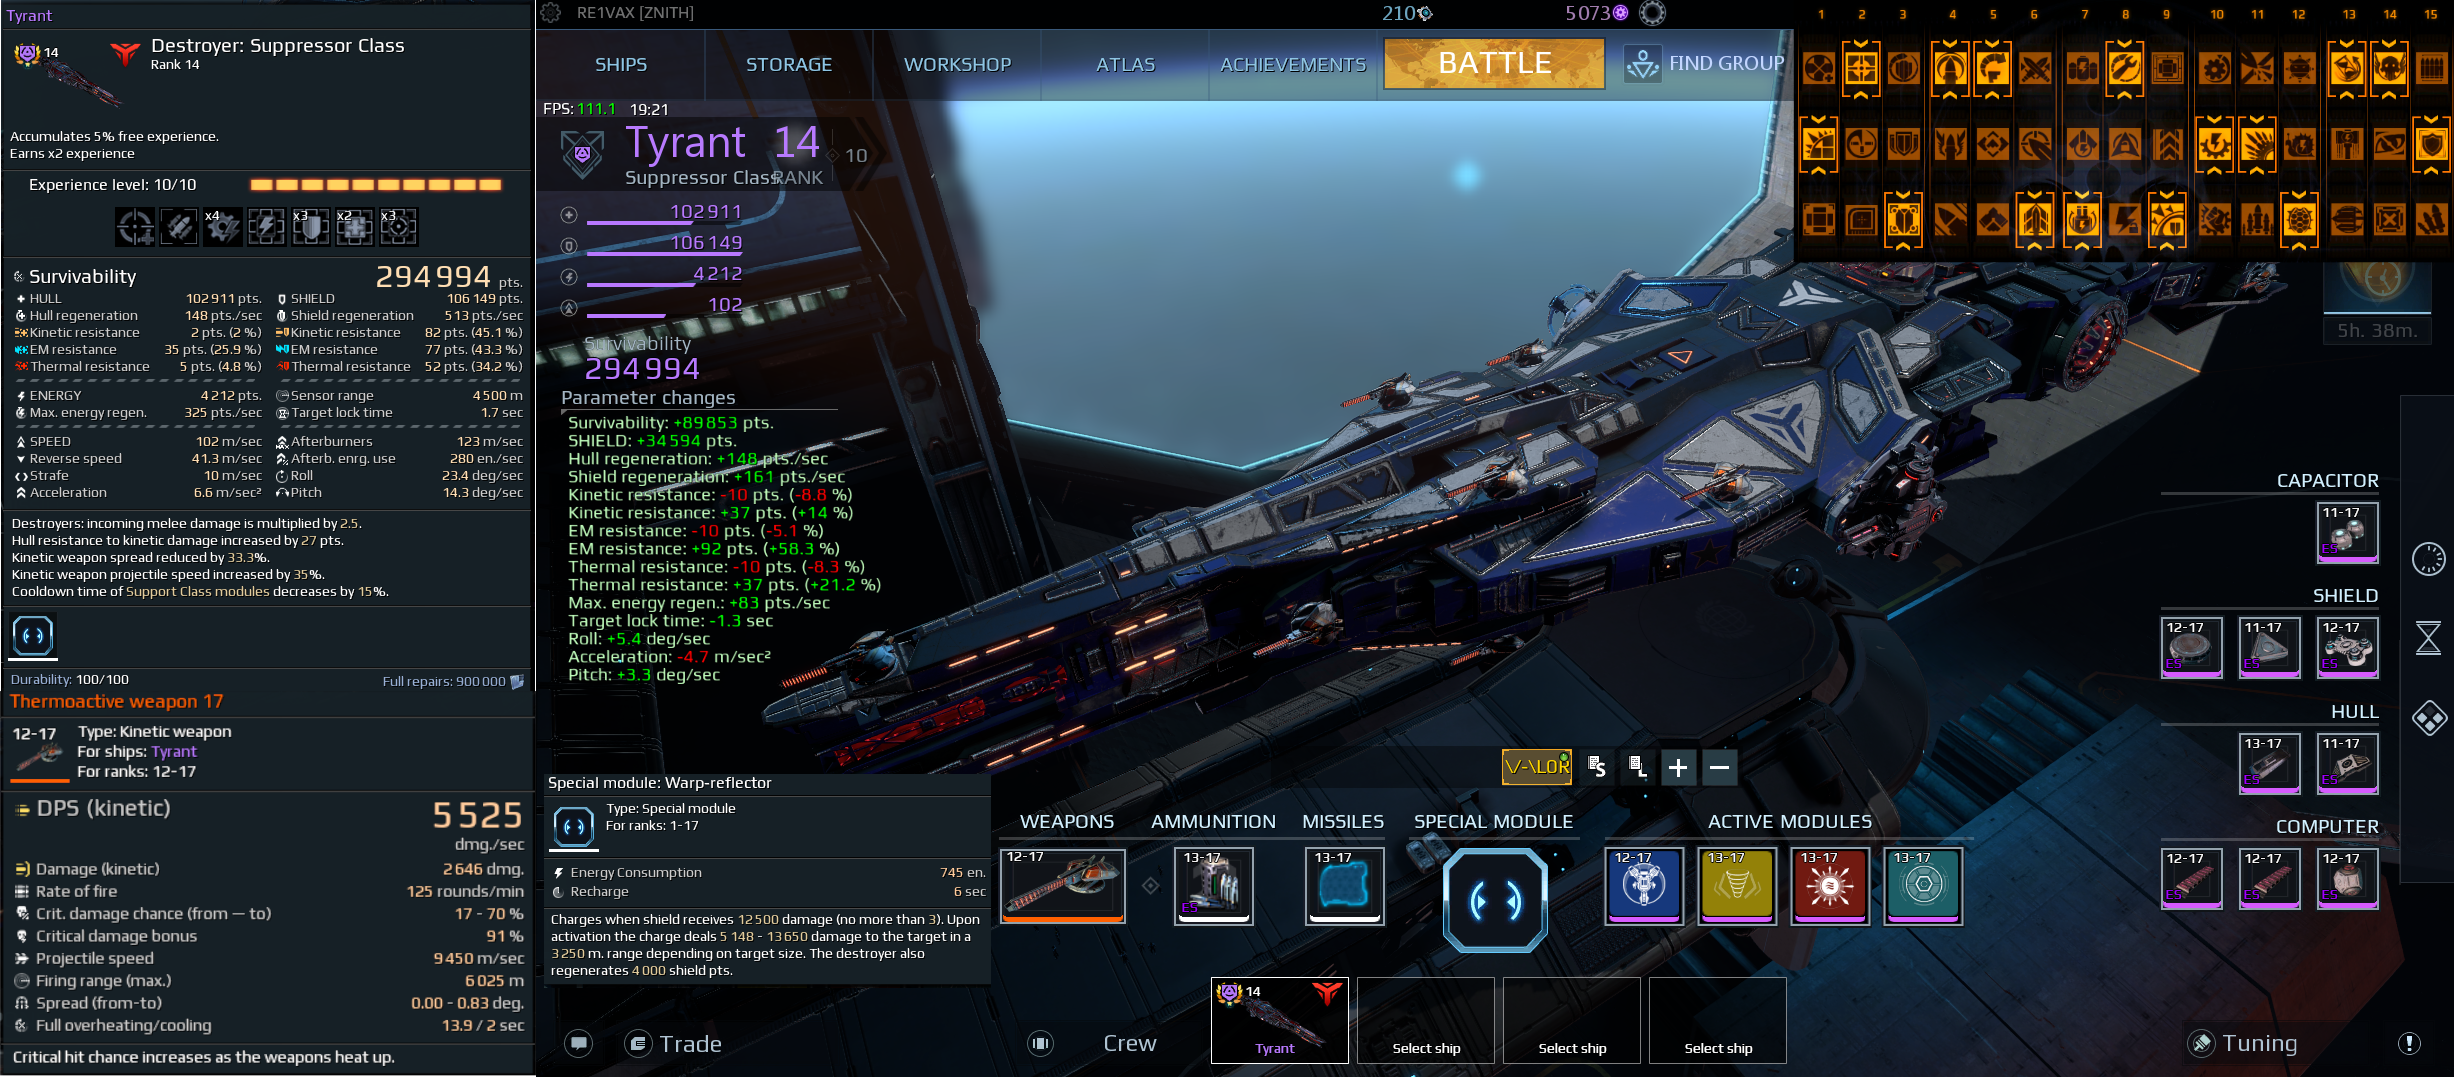 Tyrant
14
Destroyer: Suppressor Class
Rank 14
Accumulates 5% free experience.
Earns x2 experience
Experience level: 10/10
x4 x3 x2 x3
Survivability 294 994 pts.
HULL 102 911 pts.
Hull regeneration 148 pts./sec
Kinetic resistance 2 pts. (2 %)
EM resistance 35 pts. (25.9 %)
Thermal resistance 5 pts. (4.8 %)
SHIELD 106 149 pts.
Shield regeneration 513 pts./sec
Kinetic resistance 82 pts. (45.1 %)
EM resistance 77 pts. (43.3 %)
Thermal resistance 52 pts. (34.2 %)
ENERGY 4 212 pts.
Max. energy regen. 325 pts./sec
Sensor range 4 500 m
Target lock time 1.7 sec
SPEED 102 m/sec
Reverse speed 41.3 m/sec
Strafe 10 m/sec
Acceleration 6.6 m/sec²
Afterburners 123 m/sec
Afterb. enrg. use 280 en./sec
Roll 23.4 deg/sec
Pitch 14.3 deg/sec
Destroyers: incoming melee damage is multiplied by 2.5.
Hull resistance to kinetic damage increased by 27 pts.
Kinetic weapon spread reduced by 33.3%.
Kinetic weapon projectile speed increased by 35%.
Cooldown time of Support Class modules decreases by 15%.
Durability: 100/100
Full repairs: 900 000
Thermoactive weapon 17
12-17
Type: Kinetic weapon
For ships: Tyrant
For ranks: 12-17
DPS (kinetic) 5 525
dmg./sec
Damage (kinetic) 2 646 dmg.
Rate of fire 125 rounds/min
Crit. damage chance (from — to) 17 - 70 %
Critical damage bonus 91 %
Projectile speed 9 450 m/sec
Firing range (max.) 6 025 m
Spread (from-to) 0.00 - 0.83 deg.
Full overheating/cooling 13.9 / 2 sec
Critical hit chance increases as the weapons heat up.
RE1VAX [ZNITH]
210
5 073
SHIPS
STORAGE
WORKSHOP
ATLAS
ACHIEVEMENTS
BATTLE
FIND GROUP
FPS: 111.1 19:21
Tyrant 14
10
Suppressor Class RANK
102 911
106 149
4 212
102
Survivability
294 994
Parameter changes
Survivability: +89 853 pts.
SHIELD: +34 594 pts.
Hull regeneration: +148 pts./sec
Shield regeneration: +161 pts./sec
Kinetic resistance: -10 pts. (-8.8 %)
Kinetic resistance: +37 pts. (+14 %)
EM resistance: -10 pts. (-5.1 %)
EM resistance: +92 pts. (+58.3 %)
Thermal resistance: -10 pts. (-8.3 %)
Thermal resistance: +37 pts. (+21.2 %)
Max. energy regen.: +83 pts./sec
Target lock time: -1.3 sec
Roll: +5.4 deg/sec
Acceleration: -4.7 m/sec²
Pitch: +3.3 deg/sec
Special module: Warp-reflector
Type: Special module
For ranks: 1-17
Energy Consumption 745 en.
Recharge 6 sec
Charges when shield receives 12 500 damage (no more than 3). Upon
activation the charge deals 5 148 - 13 650 damage to the target in a
3 250 m. range depending on target size. The destroyer also
regenerates 4 000 shield pts.
Trade
Crew
1 2 3 4 5 6 7 8 9 10 11 12 13 14 15
5h. 38m.
CAPACITOR
11-17
ES
SHIELD
12-17 11-17 12-17
ES ES ES
HULL
13-17 11-17
ES ES
COMPUTER
12-17 12-17 12-17
ES ES ES
\/-\LOR
S
L
+
−
WEAPONS
AMMUNITION
MISSILES
SPECIAL MODULE
ACTIVE MODULES
12-17
13-17
ES
13-17
12-17
13-17
13-17
13-17
14
Tyrant
Select ship
Select ship
Select ship
Tuning